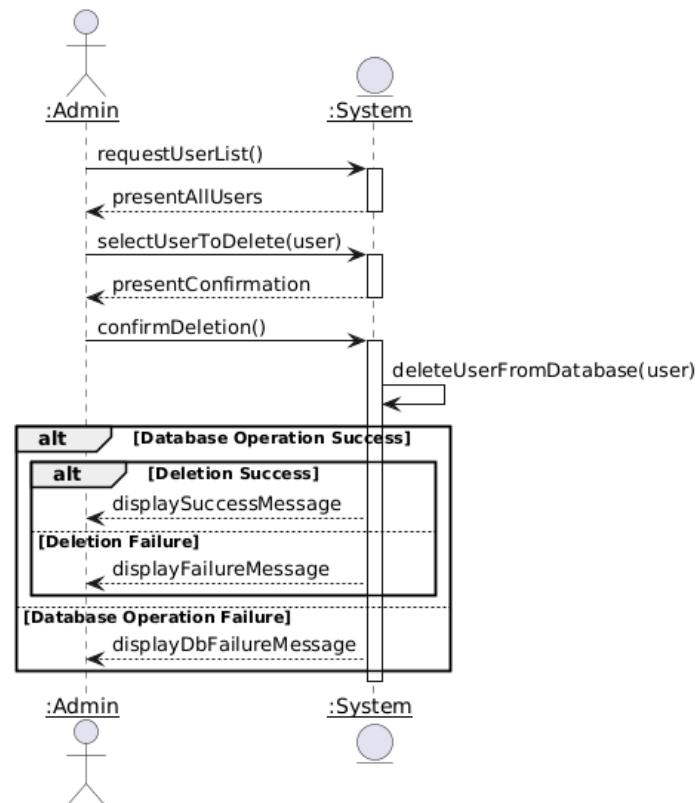 :Admin
:System
requestUserList()
presentAllUsers
selectUserToDelete(user)
presentConfirmation
confirmDeletion()
deleteUserFromDatabase(user)
alt [Database Operation Success]
alt [Deletion Success]
displaySuccessMessage
[Deletion Failure]
displayFailureMessage
[Database Operation Failure]
displayDbFailureMessage
:Admin
:System